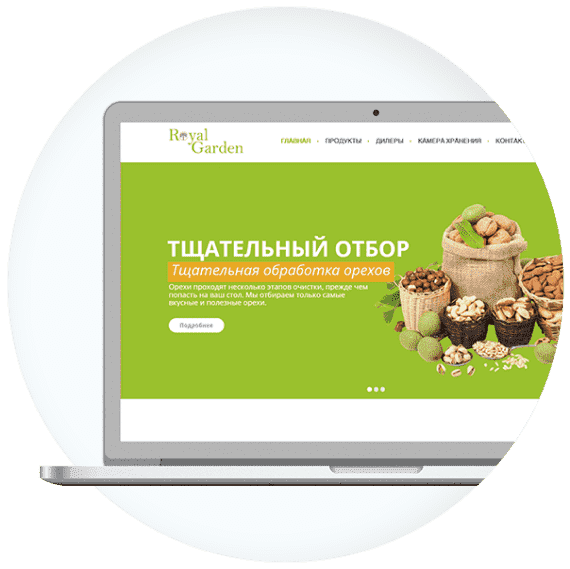 Royal
Garden
ГЛАВНАЯ • ПРОДУКТЫ • ДИЛЕРЫ • КАМЕРА ХРАНЕНИЯ • КОНТАК
ТЩАТЕЛЬНЫЙ ОТБОР
Тщательная обработка орехов
Орехи проходят несколько этапов очистки, прежде чем
попасть на ваш стол. Мы отбираем только самые
вкусные и полезные орехи.
Подробнее